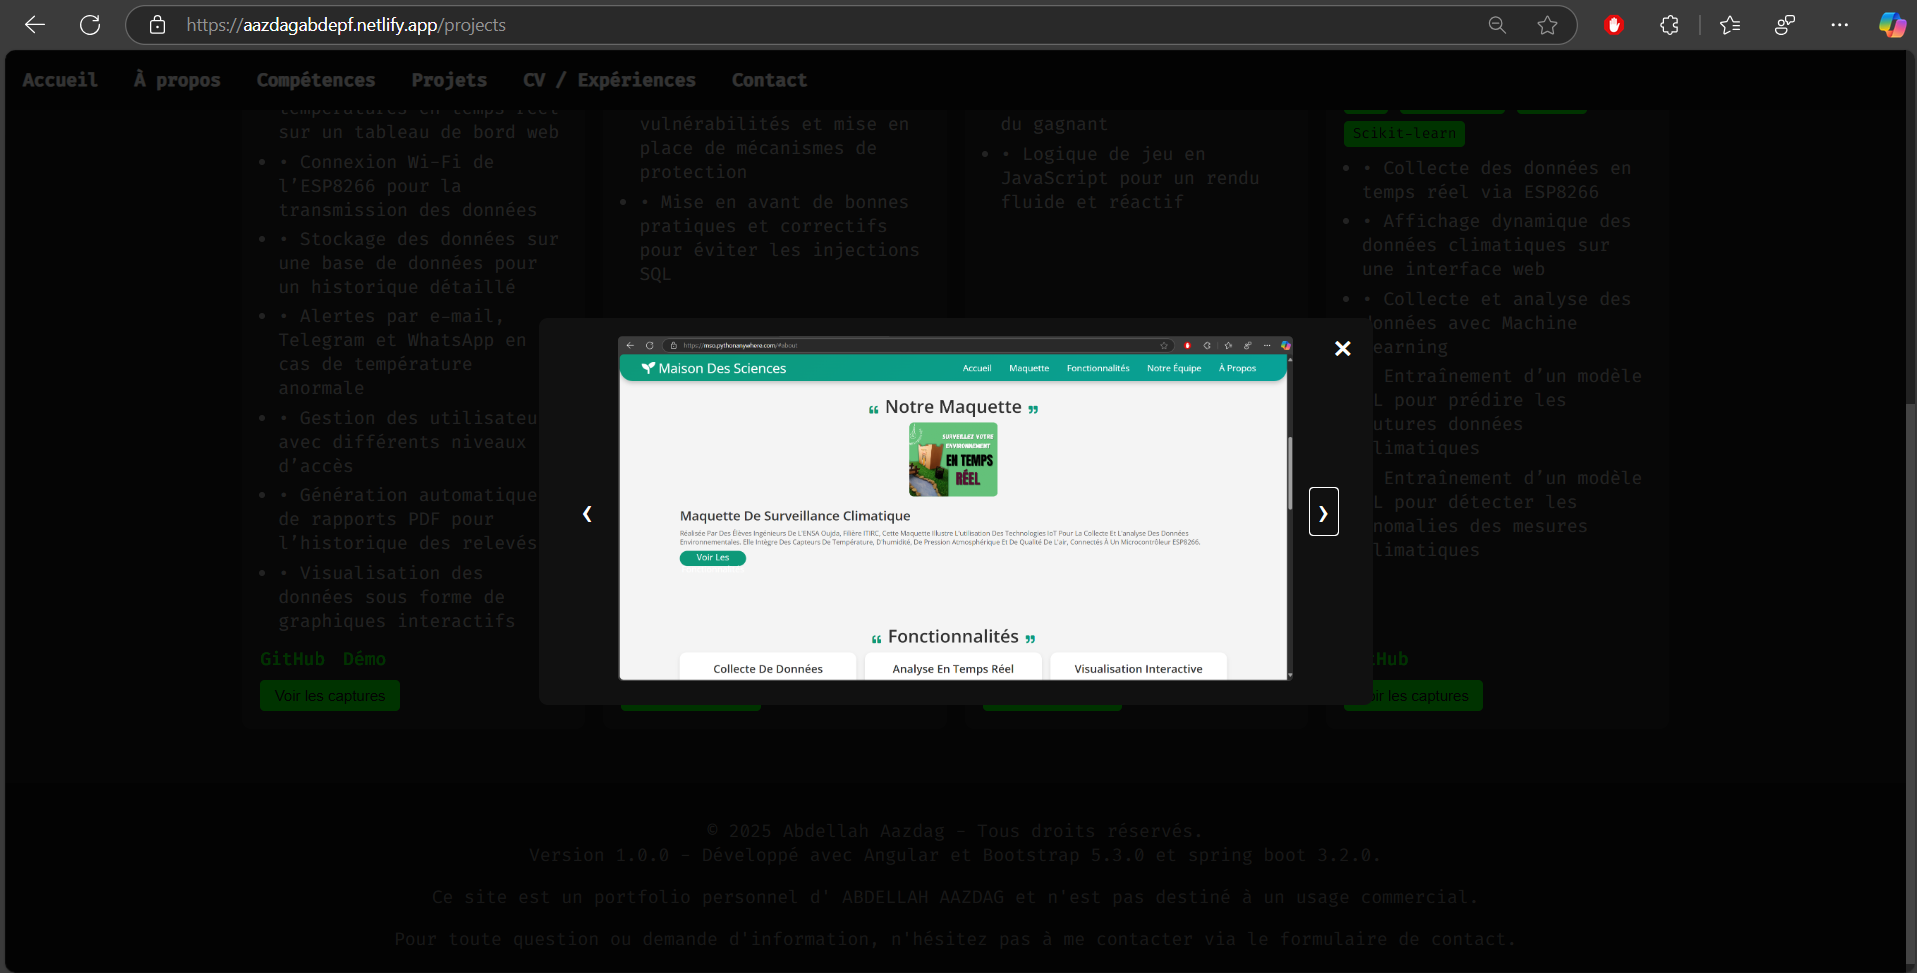 https://aazdagabdepf.netlify.app/projects
Accueil À propos Compétences Projets CV / Expériences Contact
températures en temps réel
sur un tableau de bord web
• Connexion Wi-Fi de
l’ESP8266 pour la
transmission des données
• Stockage des données sur
une base de données pour
un historique détaillé
• Alertes par e-mail,
Telegram et WhatsApp en
cas de température
anormale
• Gestion des utilisateu
avec différents niveaux
d’accès
• Génération automatique
de rapports PDF pour
l’historique des relevés
• Visualisation des
données sous forme de
graphiques interactifs
GitHub Démo
Voir les captures
vulnérabilités et mise en
place de mécanismes de
protection
• Mise en avant de bonnes
pratiques et correctifs
pour éviter les injections
SQL
du gagnant
• Logique de jeu en
JavaScript pour un rendu
fluide et réactif
Scikit-learn
• Collecte des données en
temps réel via ESP8266
• Affichage dynamique des
données climatiques sur
une interface web
• Collecte et analyse des
onnées avec Machine
earning
Entraînement d’un modèle
L pour prédire les
utures données
limatiques
Entraînement d’un modèle
L pour détecter les
nomalies des mesures
limatiques
Hub
ir les captures
https://mso.pythonanywhere.com/#about
Maison Des Sciences
Accueil Maquette Fonctionnalités Notre Équipe À Propos
“ Notre Maquette ”
SURVEILLEZ VOTRE
ENVIRONNEMENT
EN TEMPS
RÉEL
Maquette De Surveillance Climatique
Réalisée Par Des Élèves Ingénieurs De L'ENSA Oujda, Filière ITIRC, Cette Maquette Illustre L'utilisation Des Technologies IoT Pour La Collecte Et L'analyse Des Données
Environnementales. Elle Intègre Des Capteurs De Température, D'humidité, De Pression Atmosphérique Et De Qualité De L'air, Connectés À Un Microcontrôleur ESP8266.
Voir Les
“ Fonctionnalités ”
Collecte De Données Analyse En Temps Réel Visualisation Interactive
© 2025 Abdellah Aazdag - Tous droits réservés.
Version 1.0.0 - Développé avec Angular et Bootstrap 5.3.0 et spring boot 3.2.0.
Ce site est un portfolio personnel d' ABDELLAH AAZDAG et n'est pas destiné à un usage commercial.
Pour toute question ou demande d'information, n'hésitez pas à me contacter via le formulaire de contact.